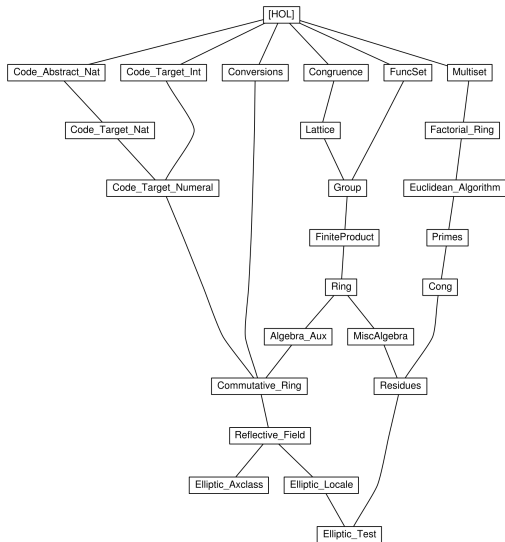 [HOL]
Code_Abstract_Nat
Code_Target_Int
Conversions
Congruence
FuncSet
Multiset
Code_Target_Nat
Lattice
Factorial_Ring
Code_Target_Numeral
Group
Euclidean_Algorithm
FiniteProduct
Primes
Ring
Cong
Algebra_Aux
MiscAlgebra
Commutative_Ring
Residues
Reflective_Field
Elliptic_Axclass
Elliptic_Locale
Elliptic_Test